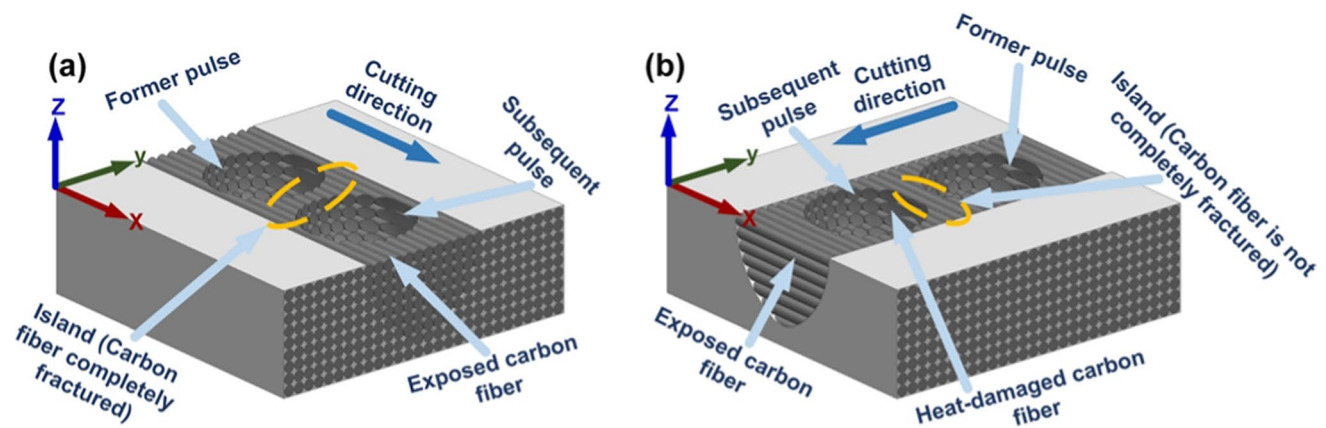 (a)
Former pulse
Cutting
direction
Subsequent
pulse
Z
y
X
Island (Carbon
fiber completely
fractured)
Exposed carbon
fiber
(b)
Subsequent
pulse
Cutting
direction
Former pulse
Island (Carbon fiber is not
completely fractured)
Z
y
X
Exposed carbon
fiber
Heat-damaged carbon
fiber